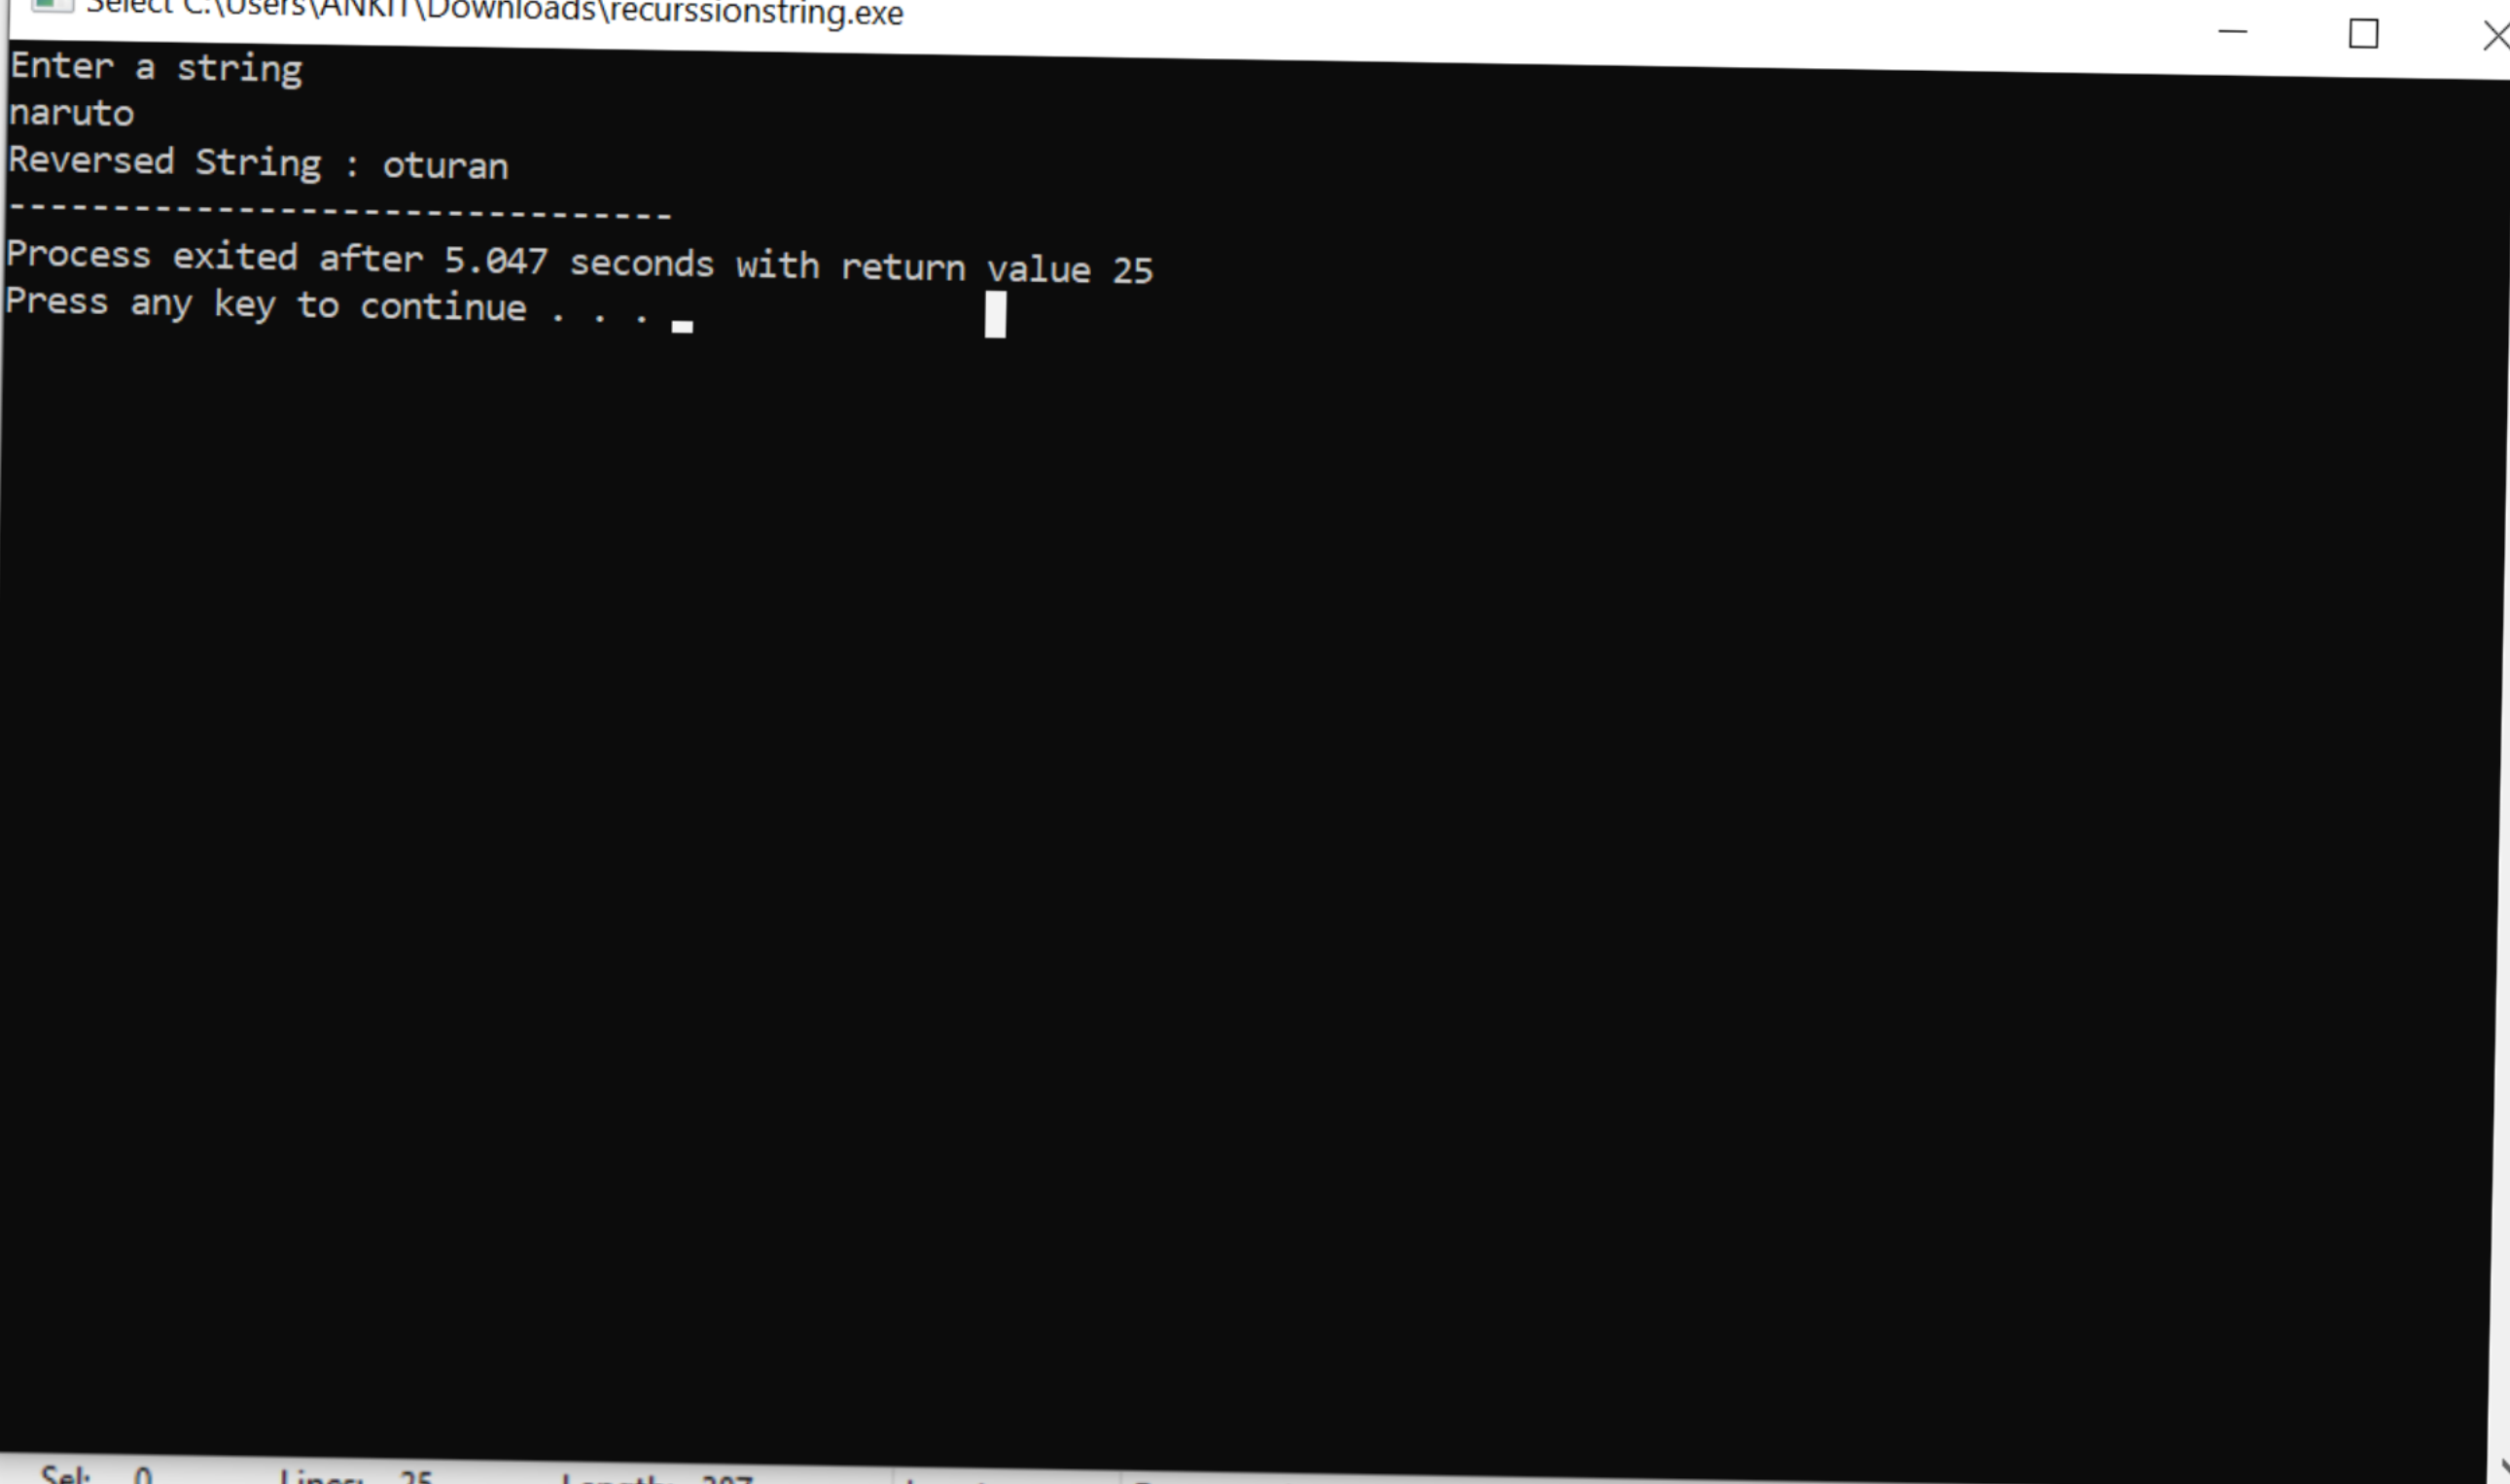 Select C:\Users\ANKIT\Downloads\recurssionstring.exe
Enter a string
naruto
Reversed String : oturan
--------------------------------
Process exited after 5.047 seconds with return value 25
Press any key to continue . . .
Sel: 0 Lines: 25 Length: 387